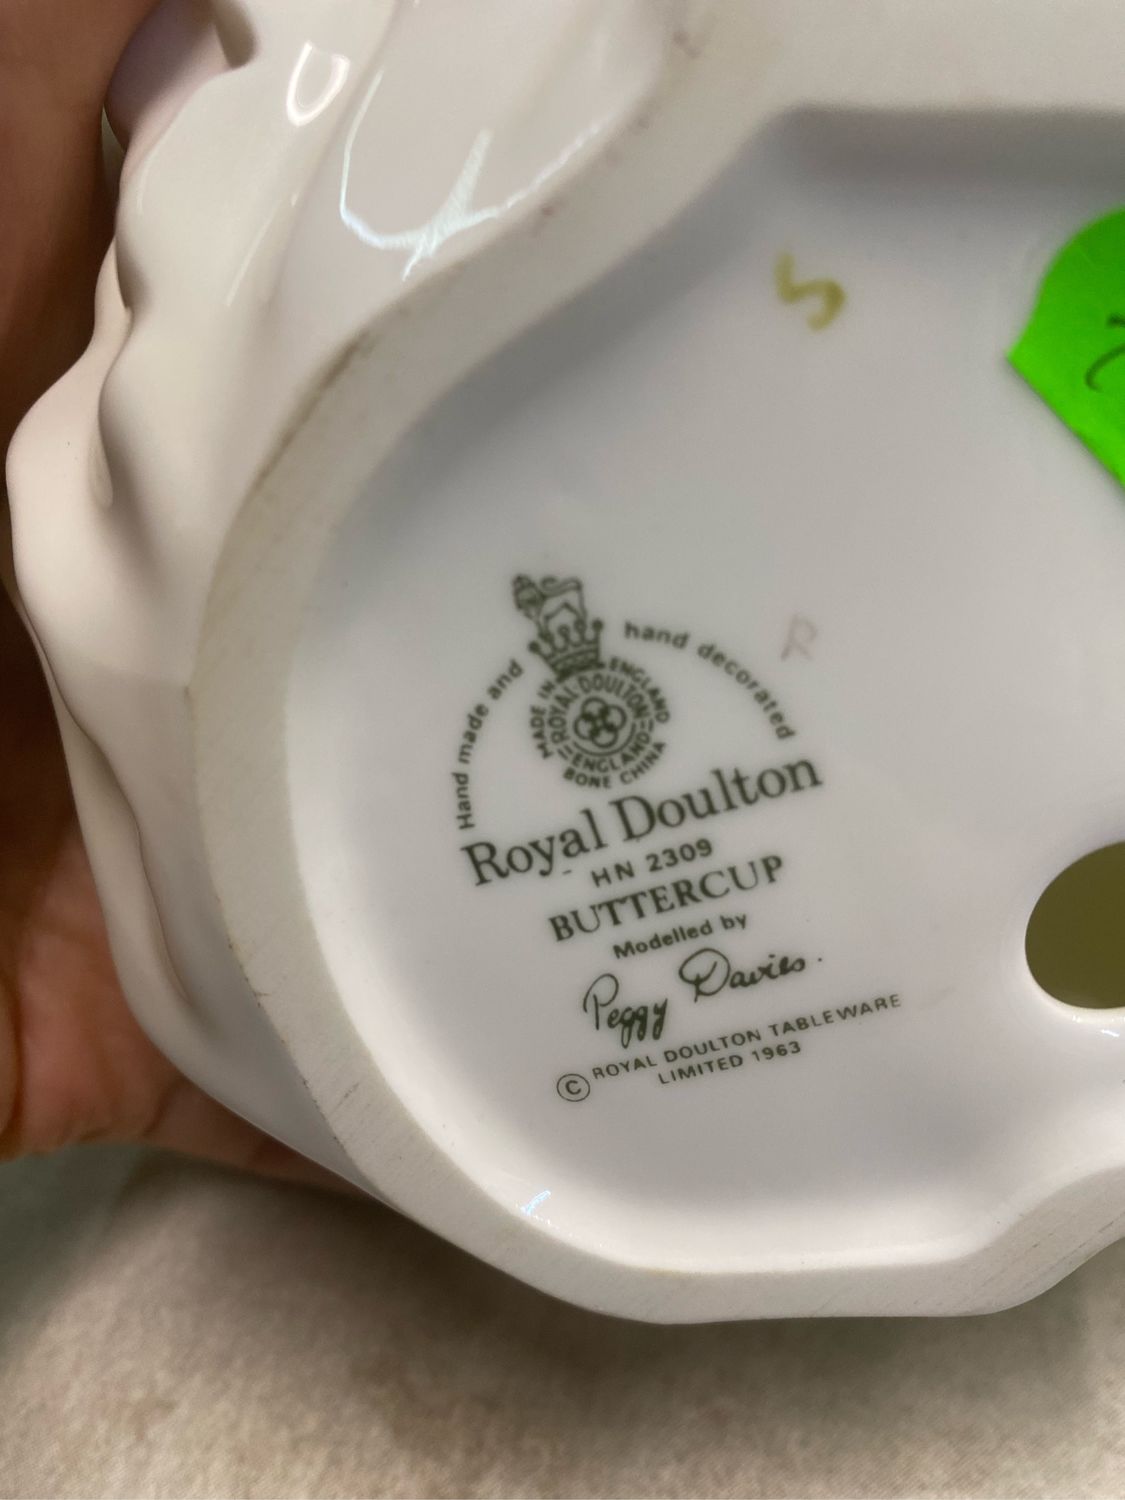 S
R
Hand made and hand decorated
MADE IN ENGLAND
ROYAL DOULTON
ENGLAND
BONE CHINA
Royal Doulton
HN 2309
BUTTERCUP
Modelled by
Peggy Davies.
© ROYAL DOULTON TABLEWARE
LIMITED 1963